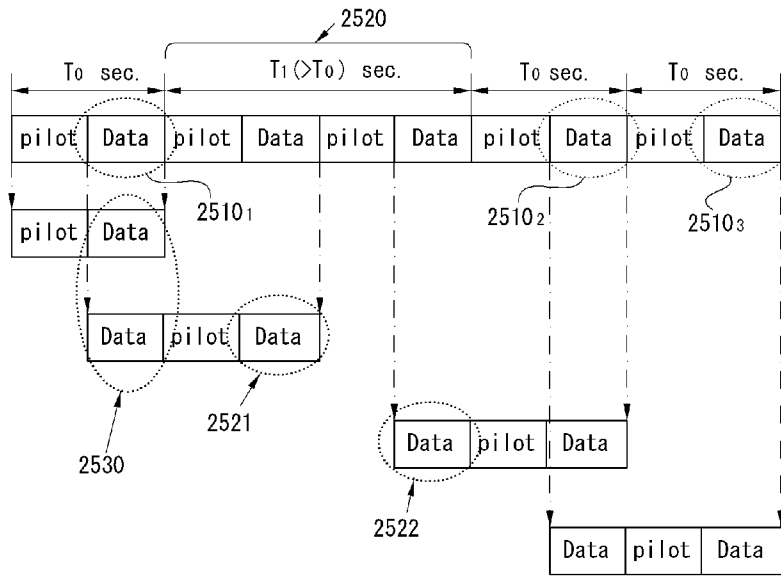 2520
T₀ sec. T₁(>T₀) sec. T₀ sec. T₀ sec.
pilot Data pilot Data pilot Data pilot Data pilot Data
2510₁ 2510₂ 2510₃
pilot Data
Data pilot Data
2521
2530
Data pilot Data
2522
Data pilot Data